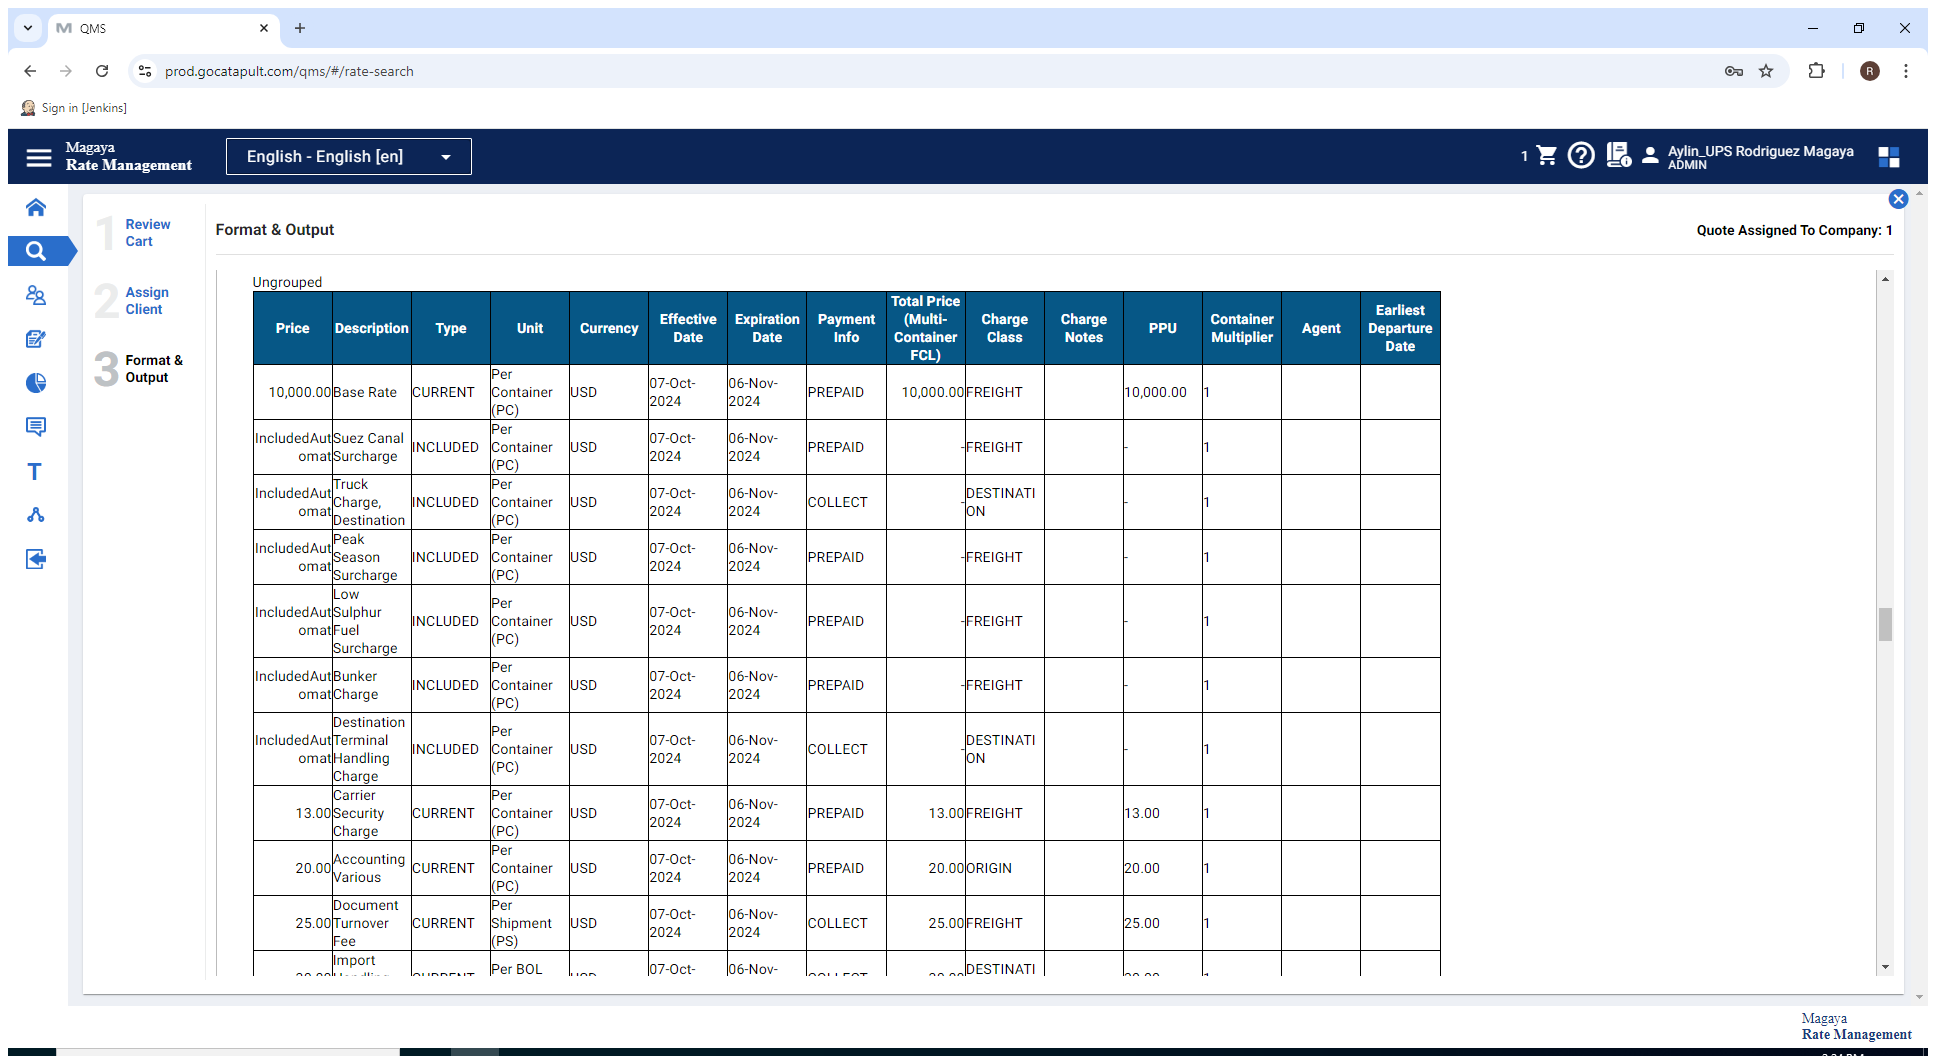 QMS
prod.gocatapult.com/qms/#/rate-search
R
Sign in [Jenkins]
Magaya
Rate Management
English - English [en]
1
Aylin_UPS Rodriguez Magaya
ADMIN
1 Review Cart
2 Assign Client
3 Format & Output
Format & Output
Quote Assigned To Company: 1
Ungrouped
Price Description Type Unit Currency Effective Date Expiration Date Payment Info Total Price (Multi-Container FCL) Charge Class Charge Notes PPU Container Multiplier Agent Earliest Departure Date
10,000.00 Base Rate CURRENT Per Container (PC) USD 07-Oct-2024 06-Nov-2024 PREPAID 10,000.00 FREIGHT 10,000.00 1
IncludedAutomat Suez Canal Surcharge INCLUDED Per Container (PC) USD 07-Oct-2024 06-Nov-2024 PREPAID - FREIGHT - 1
IncludedAutomat Truck Charge, Destination INCLUDED Per Container (PC) USD 07-Oct-2024 06-Nov-2024 COLLECT - DESTINATION - 1
IncludedAutomat Peak Season Surcharge INCLUDED Per Container (PC) USD 07-Oct-2024 06-Nov-2024 PREPAID - FREIGHT - 1
IncludedAutomat Low Sulphur Fuel Surcharge INCLUDED Per Container (PC) USD 07-Oct-2024 06-Nov-2024 PREPAID - FREIGHT - 1
IncludedAutomat Bunker Charge INCLUDED Per Container (PC) USD 07-Oct-2024 06-Nov-2024 PREPAID - FREIGHT - 1
IncludedAutomat Destination Terminal Handling Charge INCLUDED Per Container (PC) USD 07-Oct-2024 06-Nov-2024 COLLECT - DESTINATION - 1
13.00 Carrier Security Charge CURRENT Per Container (PC) USD 07-Oct-2024 06-Nov-2024 PREPAID 13.00 FREIGHT 13.00 1
20.00 Accounting Various CURRENT Per Container (PC) USD 07-Oct-2024 06-Nov-2024 PREPAID 20.00 ORIGIN 20.00 1
25.00 Document Turnover Fee CURRENT Per Shipment (PS) USD 07-Oct-2024 06-Nov-2024 COLLECT 25.00 FREIGHT 25.00 1
Import Per BOL 07-Oct- 06-Nov- DESTINATI
Magaya
Rate Management